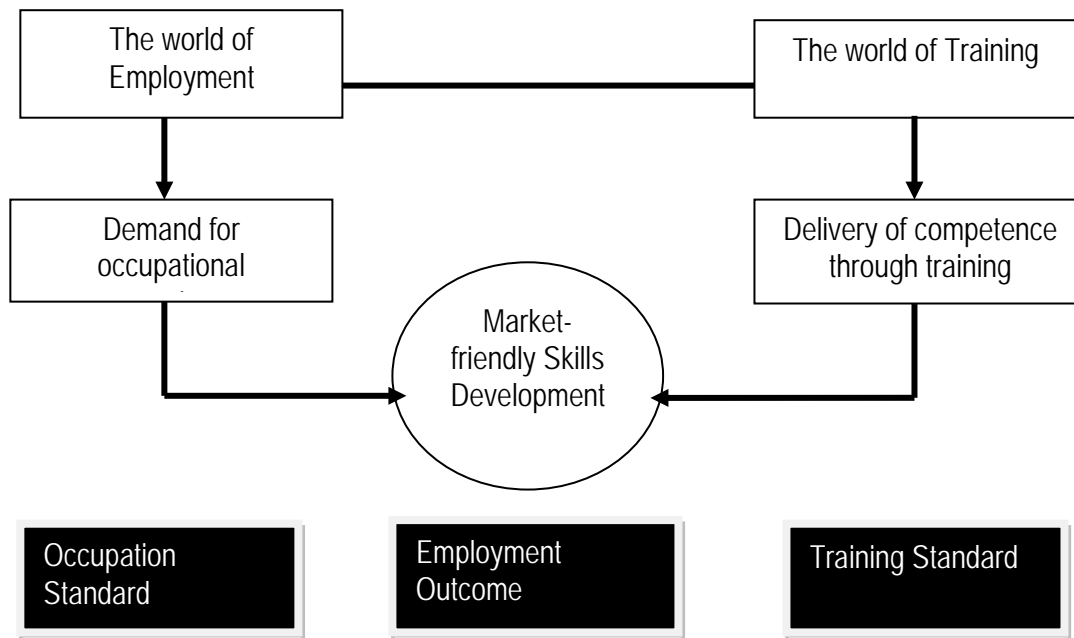 The world of
Employment
The world of Training
Demand for
occupational
Delivery of competence
through training
Market-
friendly Skills
Development
Occupation
Standard
Employment
Outcome
Training Standard